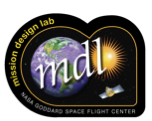 mission design lab
mdl
NASA GODDARD SPACE FLIGHT CENTER